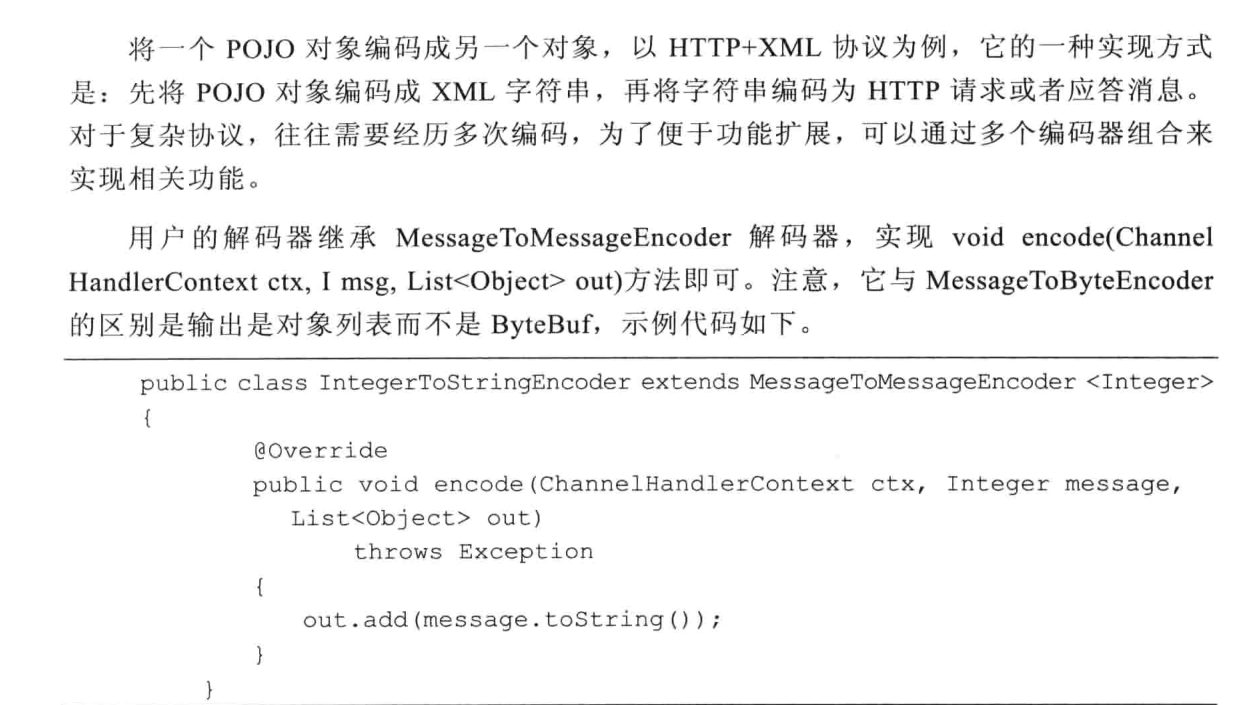 将一个 POJO 对象编码成另一个对象，以 HTTP+XML 协议为例，它的一种实现方式
是：先将 POJO 对象编码成 XML 字符串，再将字符串编码为 HTTP 请求或者应答消息。
对于复杂协议，往往需要经历多次编码，为了便于功能扩展，可以通过多个编码器组合来
实现相关功能。
用户的解码器继承 MessageToMessageEncoder 解码器，实现 void encode(Channel
HandlerContext ctx, I msg, List<Object> out)方法即可。注意，它与 MessageToByteEncoder
的区别是输出是对象列表而不是 ByteBuf，示例代码如下。
public class IntegerToStringEncoder extends MessageToMessageEncoder <Integer>
{
@Override
public void encode(ChannelHandlerContext ctx, Integer message,
List<Object> out)
throws Exception
{
out.add(message.toString());
}
}